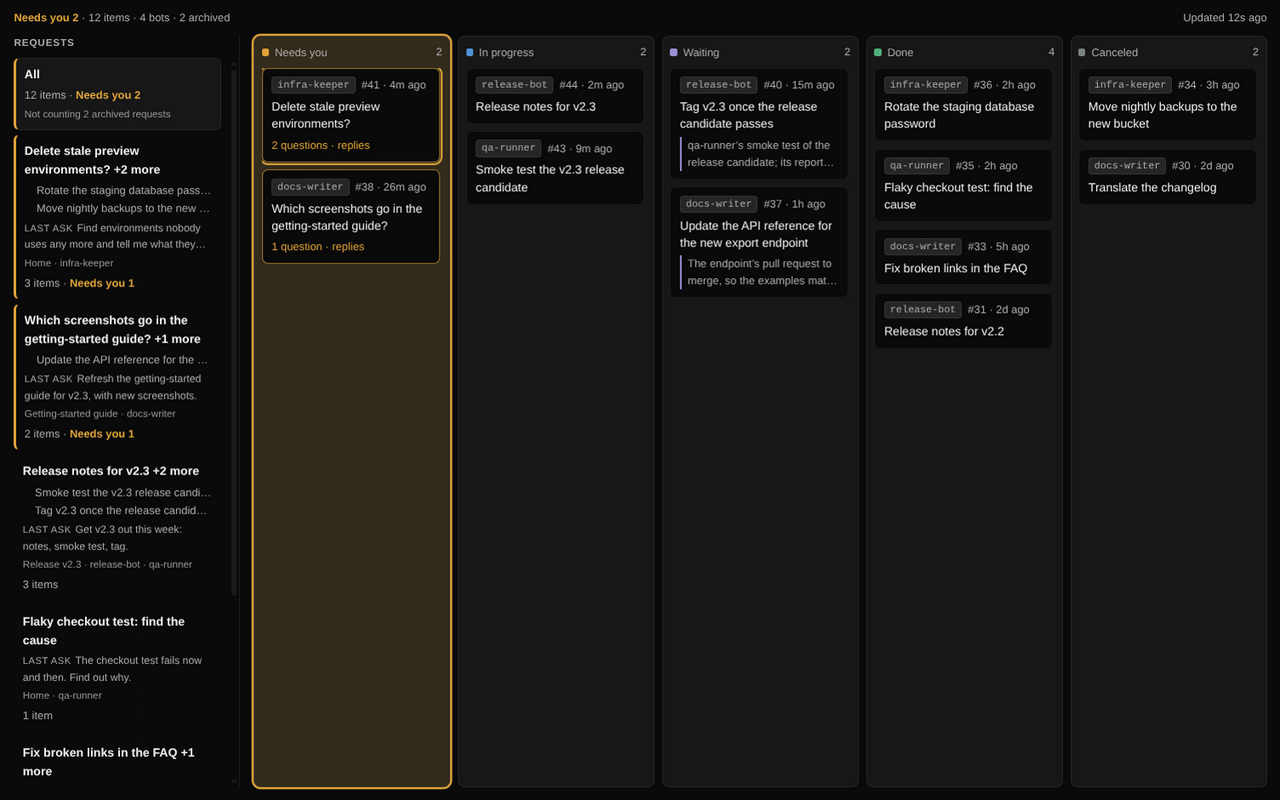 Needs you 2 · 12 items · 4 bots · 2 archived
Updated 12s ago
REQUESTS
All
12 items · Needs you 2
Not counting 2 archived requests
Delete stale preview
environments? +2 more
Rotate the staging database pass…
Move nightly backups to the new …
LAST ASK Find environments nobody
uses any more and tell me what they…
Home · infra-keeper
3 items · Needs you 1
Which screenshots go in the
getting-started guide? +1 more
Update the API reference for the …
LAST ASK Refresh the getting-started
guide for v2.3, with new screenshots.
Getting-started guide · docs-writer
2 items · Needs you 1
Release notes for v2.3 +2 more
Smoke test the v2.3 release candi…
Tag v2.3 once the release candid…
LAST ASK Get v2.3 out this week:
notes, smoke test, tag.
Release v2.3 · release-bot · qa-runner
3 items
Flaky checkout test: find the
cause
LAST ASK The checkout test fails now
and then. Find out why.
Home · qa-runner
1 item
Fix broken links in the FAQ +1
more
Needs you 2
infra-keeper #41 · 4m ago
Delete stale preview
environments?
2 questions · replies
docs-writer #38 · 26m ago
Which screenshots go in the
getting-started guide?
1 question · replies
In progress 2
release-bot #44 · 2m ago
Release notes for v2.3
qa-runner #43 · 9m ago
Smoke test the v2.3 release
candidate
Waiting 2
release-bot #40 · 15m ago
Tag v2.3 once the release
candidate passes
qa-runner’s smoke test of the
release candidate; its report…
docs-writer #37 · 1h ago
Update the API reference for
the new export endpoint
The endpoint’s pull request to
merge, so the examples mat…
Done 4
infra-keeper #36 · 2h ago
Rotate the staging database
password
qa-runner #35 · 2h ago
Flaky checkout test: find the
cause
docs-writer #33 · 5h ago
Fix broken links in the FAQ
release-bot #31 · 2d ago
Release notes for v2.2
Canceled 2
infra-keeper #34 · 3h ago
Move nightly backups to the
new bucket
docs-writer #30 · 2d ago
Translate the changelog